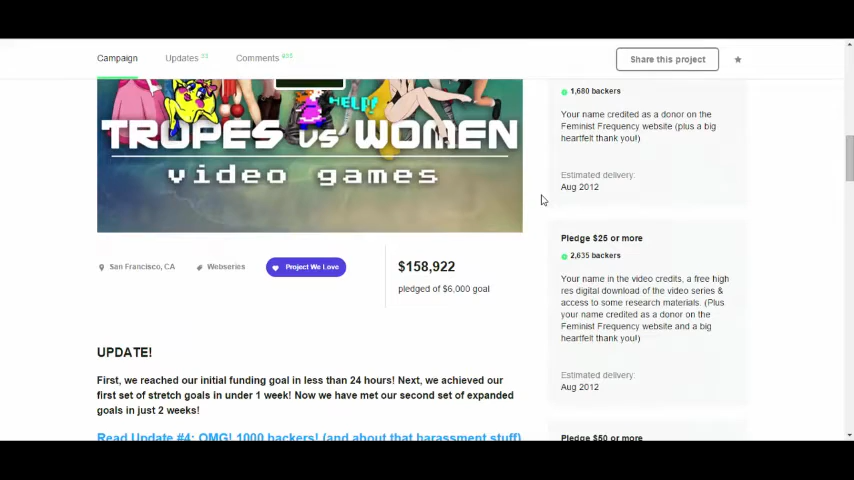 Campaign
Updates
Comments
Share this project
HELP!
TROPES vs WOMEN
video games
San Francisco, CA
Webseries
Project We Love
$158,922
pledged of $6,000 goal
UPDATE!
First, we reached our initial funding goal in less than 24 hours! Next, we achieved our
first set of stretch goals in under 1 week! Now we have met our second set of expanded
goals in just 2 weeks!
Read Update #4: OMG! 1000 backers! (and about that harassment stuff)
1,680 backers
Your name credited as a donor on the
Feminist Frequency website (plus a big
heartfelt thank you!)
Estimated delivery:
Aug 2012
Pledge $25 or more
2,635 backers
Your name in the video credits, a free high
res digital download of the video series &
access to some research materials. (Plus
your name credited as a donor on the
Feminist Frequency website and a big
heartfelt thank you!)
Estimated delivery:
Aug 2012
Pledge $50 or more